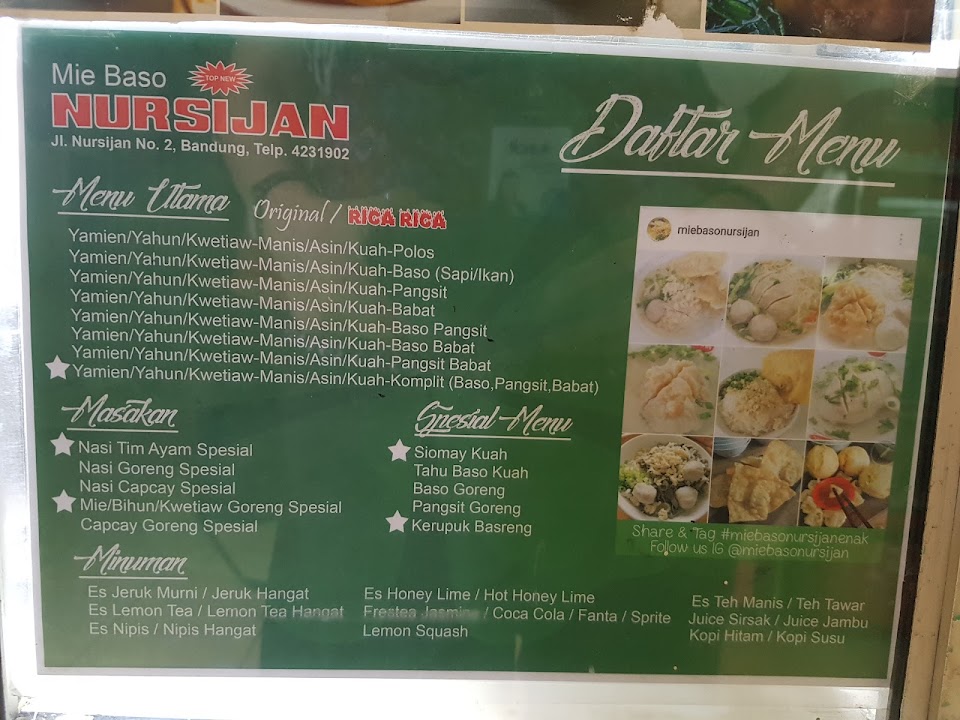 Mie Baso
TOP NEW
NURSIJAN
Jl. Nursijan No. 2, Bandung, Telp. 4231902
Daftar Menu
Menu Utama Original / RICA RICA
Yamien/Yahun/Kwetiaw-Manis/Asin/Kuah-Polos
Yamien/Yahun/Kwetiaw-Manis/Asin/Kuah-Baso (Sapi/Ikan)
Yamien/Yahun/Kwetiaw-Manis/Asin/Kuah-Pangsit
Yamien/Yahun/Kwetiaw-Manis/Asin/Kuah-Babat
Yamien/Yahun/Kwetiaw-Manis/Asin/Kuah-Baso Pangsit
Yamien/Yahun/Kwetiaw-Manis/Asin/Kuah-Baso Babat
Yamien/Yahun/Kwetiaw-Manis/Asin/Kuah-Pangsit Babat
Yamien/Yahun/Kwetiaw-Manis/Asin/Kuah-Komplit (Baso,Pangsit,Babat)
Masakan
Nasi Tim Ayam Spesial
Nasi Goreng Spesial
Nasi Capcay Spesial
Mie/Bihun/Kwetiaw Goreng Spesial
Capcay Goreng Spesial
Spesial Menu
Siomay Kuah
Tahu Baso Kuah
Baso Goreng
Pangsit Goreng
Kerupuk Basreng
miebasonursijan
Share & Tag #miebasonursijanenak
Follow us IG @miebasonursijan
Minuman
Es Jeruk Murni / Jeruk Hangat
Es Lemon Tea / Lemon Tea Hangat
Es Nipis / Nipis Hangat
Es Honey Lime / Hot Honey Lime
Frestea Jasmine / Coca Cola / Fanta / Sprite
Lemon Squash
Es Teh Manis / Teh Tawar
Juice Sirsak / Juice Jambu
Kopi Hitam / Kopi Susu